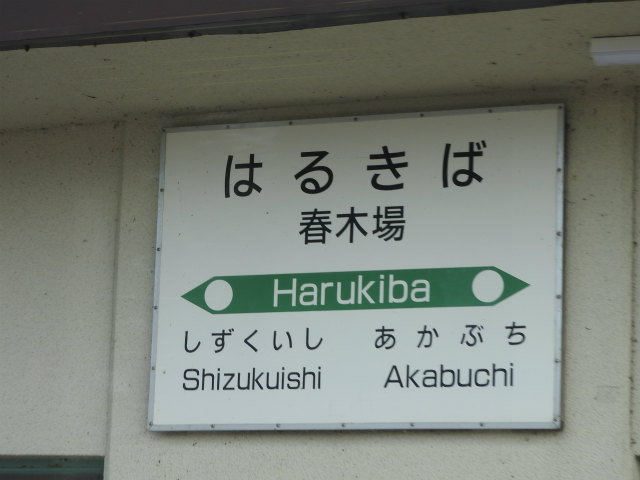 はるきば
春木場
Harukiba
しずくいし あかぶち
Shizukuishi Akabuchi